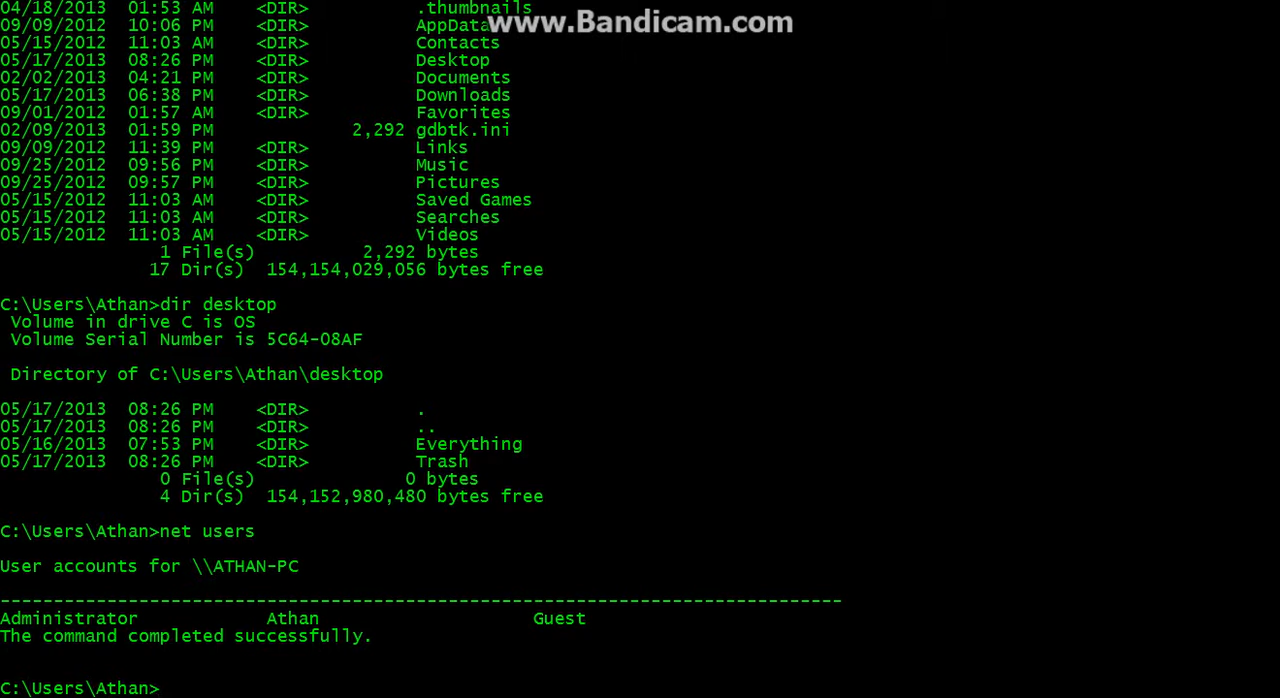 www.Bandicam.com
04/18/2013  01:53 AM    <DIR>          .thumbnails
09/09/2012  10:06 PM    <DIR>          AppData
05/15/2012  11:03 AM    <DIR>          Contacts
05/17/2013  08:26 PM    <DIR>          Desktop
02/02/2013  04:21 PM    <DIR>          Documents
05/17/2013  06:38 PM    <DIR>          Downloads
09/01/2012  01:57 AM    <DIR>          Favorites
02/09/2013  01:59 PM             2,292 gdbtk.ini
09/09/2012  11:39 PM    <DIR>          Links
09/25/2012  09:56 PM    <DIR>          Music
09/25/2012  09:57 PM    <DIR>          Pictures
05/15/2012  11:03 AM    <DIR>          Saved Games
05/15/2012  11:03 AM    <DIR>          Searches
05/15/2012  11:03 AM    <DIR>          Videos
               1 File(s)          2,292 bytes
              17 Dir(s)  154,154,029,056 bytes free
C:\Users\Athan>dir desktop
 Volume in drive C is OS
 Volume Serial Number is 5C64-08AF
 Directory of C:\Users\Athan\desktop
05/17/2013  08:26 PM    <DIR>          .
05/17/2013  08:26 PM    <DIR>          ..
05/16/2013  07:53 PM    <DIR>          Everything
05/17/2013  08:26 PM    <DIR>          Trash
               0 File(s)              0 bytes
               4 Dir(s)  154,152,980,480 bytes free
C:\Users\Athan>net users
User accounts for \\ATHAN-PC
-------------------------------------------------------------------------------
Administrator            Athan                    Guest
The command completed successfully.
C:\Users\Athan>